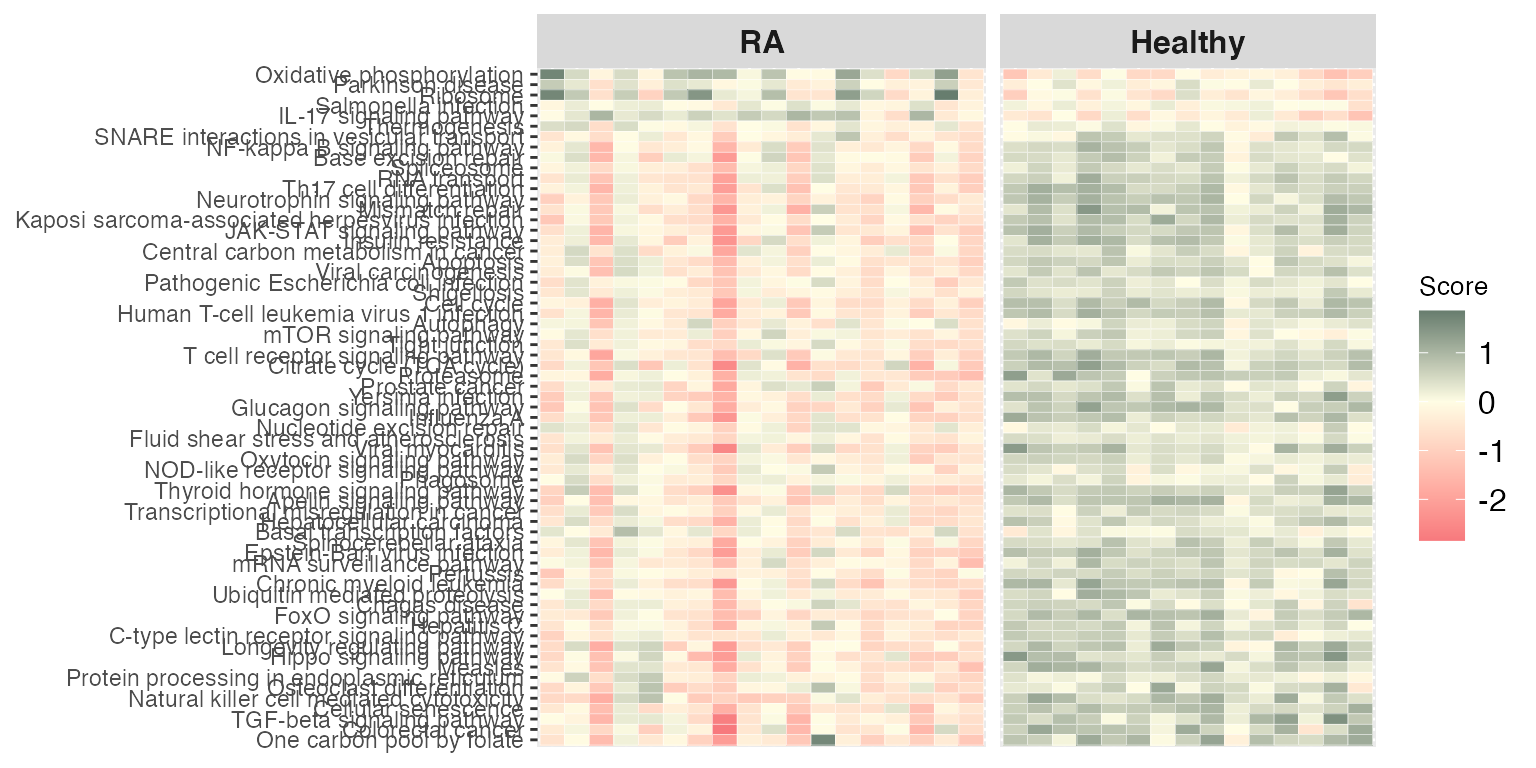 RA
Healthy
Oxidative phosphorylation
Parkinson disease
Ribosome
Salmonella infection
IL-17 signaling pathway
Thermogenesis
SNARE interactions in vesicular transport
NF-kappa B signaling pathway
Base excision repair
Spliceosome
RNA transport
Th17 cell differentiation
Neurotrophin signaling pathway
Mismatch repair
Kaposi sarcoma-associated herpesvirus infection
JAK-STAT signaling pathway
Insulin resistance
Central carbon metabolism in cancer
Apoptosis
Viral carcinogenesis
Pathogenic Escherichia coli infection
Shigellosis
Cell cycle
Human T-cell leukemia virus 1 infection
Autophagy
mTOR signaling pathway
Tight junction
T cell receptor signaling pathway
Citrate cycle (TCA cycle)
Proteasome
Prostate cancer
Yersinia infection
Glucagon signaling pathway
Influenza A
Nucleotide excision repair
Fluid shear stress and atherosclerosis
Viral myocarditis
Oxytocin signaling pathway
NOD-like receptor signaling pathway
Phagosome
Thyroid hormone signaling pathway
Apelin signaling pathway
Transcriptional misregulation in cancer
Hepatocellular carcinoma
Basal transcription factors
Spinocerebellar ataxia
Epstein-Barr virus infection
mRNA surveillance pathway
Pertussis
Chronic myeloid leukemia
Ubiquitin mediated proteolysis
Chagas disease
FoxO signaling pathway
Hepatitis C
C-type lectin receptor signaling pathway
Longevity regulating pathway
Hippo signaling pathway
Measles
Protein processing in endoplasmic reticulum
Osteoclast differentiation
Natural killer cell mediated cytotoxicity
Cellular senescence
TGF-beta signaling pathway
Colorectal cancer
One carbon pool by folate
Score
1
0
-1
-2